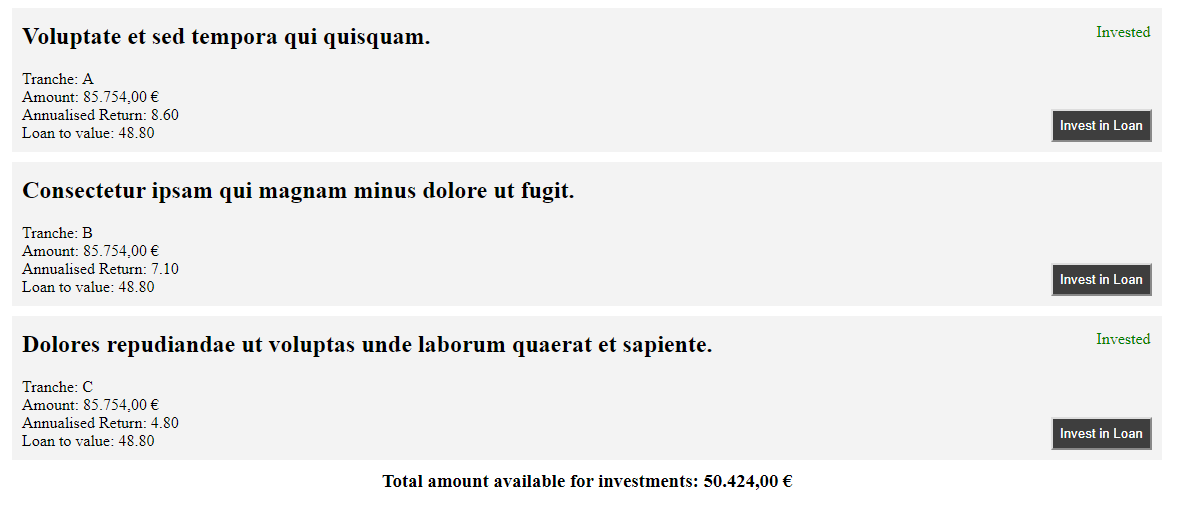 Voluptate et sed tempora qui quisquam.
Invested
Tranche: A
Amount: 85.754,00 €
Annualised Return: 8.60
Loan to value: 48.80
Invest in Loan
Consectetur ipsam qui magnam minus dolore ut fugit.
Tranche: B
Amount: 85.754,00 €
Annualised Return: 7.10
Loan to value: 48.80
Invest in Loan
Dolores repudiandae ut voluptas unde laborum quaerat et sapiente.
Invested
Tranche: C
Amount: 85.754,00 €
Annualised Return: 4.80
Loan to value: 48.80
Invest in Loan
Total amount available for investments: 50.424,00 €